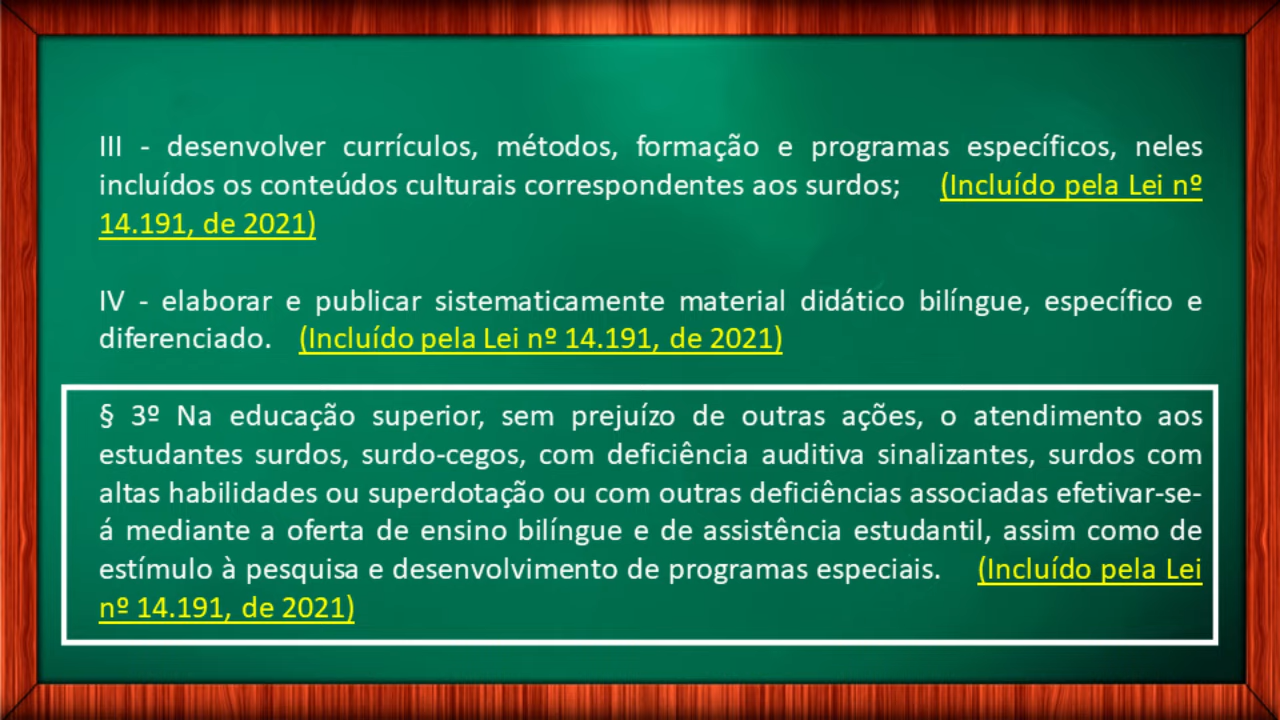 III - desenvolver currículos, métodos, formação e programas específicos, neles
incluídos os conteúdos culturais correspondentes aos surdos; (Incluído pela Lei nº
14.191, de 2021)
IV - elaborar e publicar sistematicamente material didático bilíngue, específico e
diferenciado. (Incluído pela Lei nº 14.191, de 2021)
§ 3º Na educação superior, sem prejuízo de outras ações, o atendimento aos
estudantes surdos, surdo-cegos, com deficiência auditiva sinalizantes, surdos com
altas habilidades ou superdotação ou com outras deficiências associadas efetivar-se-
á mediante a oferta de ensino bilíngue e de assistência estudantil, assim como de
estímulo à pesquisa e desenvolvimento de programas especiais. (Incluído pela Lei
nº 14.191, de 2021)